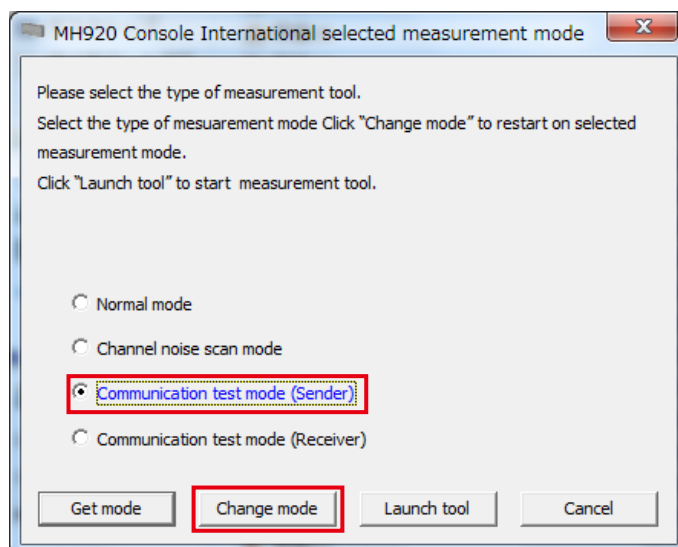 MH920 Console International selected measurement mode
Please select the type of measurement tool.
Select the type of mesuarement mode Click "Change mode" to restart on selected
measurement mode.
Click "Launch tool" to start measurement tool.
Normal mode
Channel noise scan mode
Communication test mode (Sender)
Communication test mode (Receiver)
Get mode Change mode Launch tool Cancel